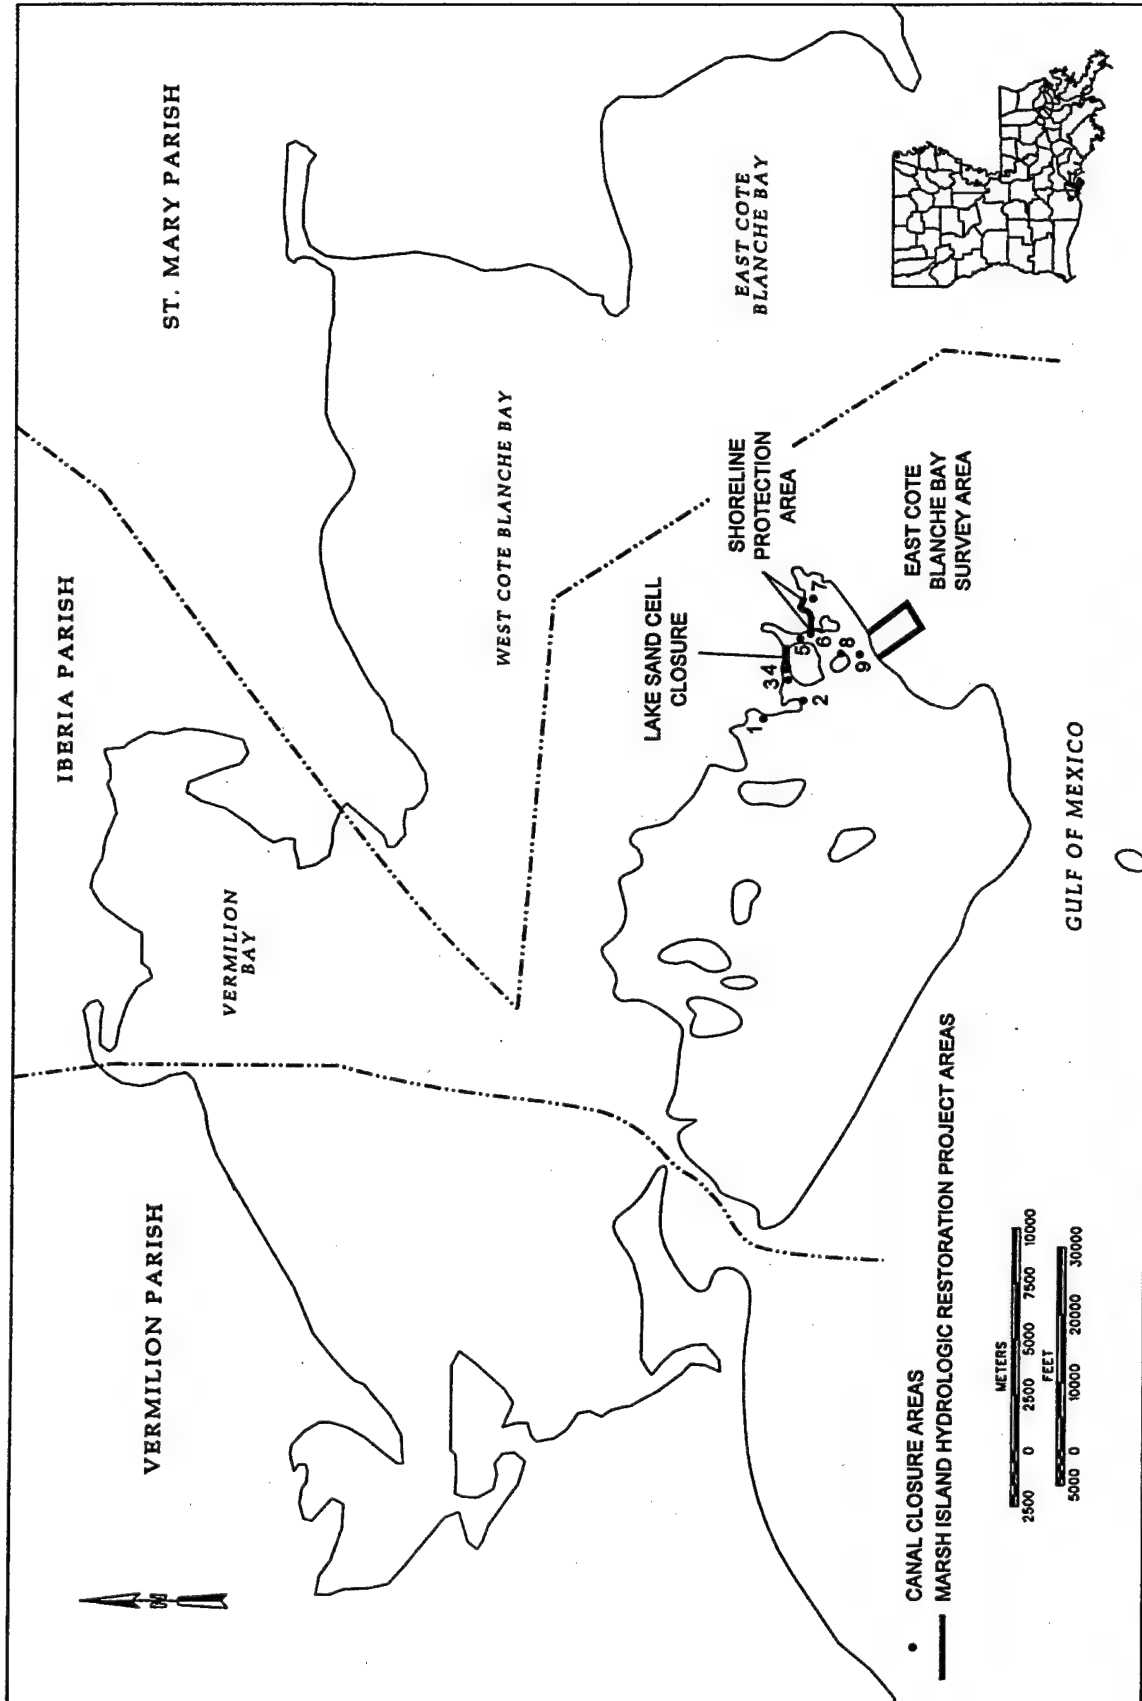 VERMILION PARISH
IBERIA PARISH
ST. MARY PARISH
VERMILION
BAY
WEST COTE BLANCHE BAY
EAST COTE
BLANCHE BAY
LAKE SAND CELL
CLOSURE
SHORELINE
PROTECTION
AREA
1
2
3
4
5
6
7
8
9
EAST COTE
BLANCHE BAY
SURVEY AREA
GULF OF MEXICO
N
CANAL CLOSURE AREAS
MARSH ISLAND HYDROLOGIC RESTORATION PROJECT AREAS
METERS
2500 0 2500 5000 7500 10000
FEET
5000 0 10000 20000 30000